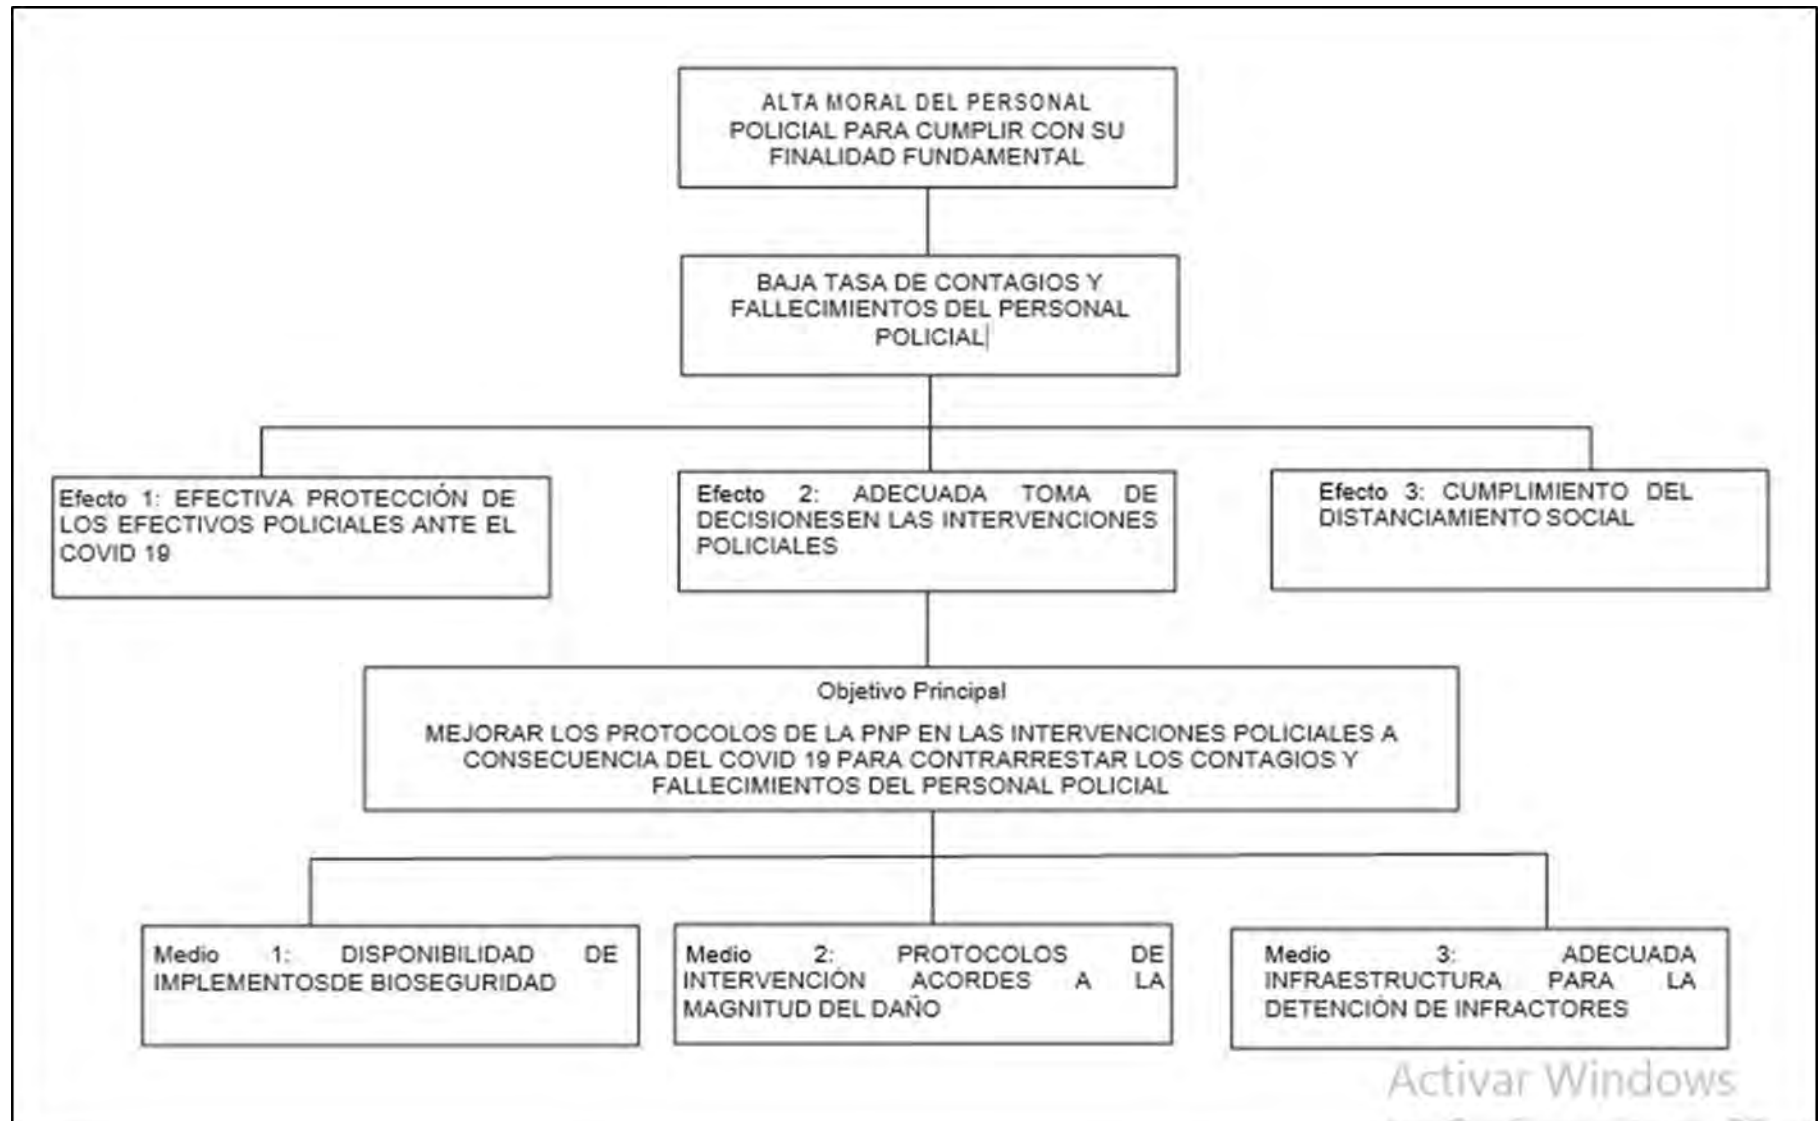 ALTA MORAL DEL PERSONAL
POLICIAL PARA CUMPLIR CON SU
FINALIDAD FUNDAMENTAL
BAJA TASA DE CONTAGIOS Y
FALLECIMIENTOS DEL PERSONAL
POLICIAL
Efecto 1: EFECTIVA PROTECCIÓN DE
LOS EFECTIVOS POLICIALES ANTE EL
COVID 19
Efecto 2: ADECUADA TOMA DE
DECISIONESEN LAS INTERVENCIONES
POLICIALES
Efecto 3: CUMPLIMIENTO DEL
DISTANCIAMIENTO SOCIAL
Objetivo Principal
MEJORAR LOS PROTOCOLOS DE LA PNP EN LAS INTERVENCIONES POLICIALES A
CONSECUENCIA DEL COVID 19 PARA CONTRARRESTAR LOS CONTAGIOS Y
FALLECIMIENTOS DEL PERSONAL POLICIAL
Medio 1: DISPONIBILIDAD DE
IMPLEMENTOSDE BIOSEGURIDAD
Medio 2: PROTOCOLOS DE
INTERVENCIÓN ACORDES A LA
MAGNITUD DEL DAÑO
Medio 3: ADECUADA
INFRAESTRUCTURA PARA LA
DETENCIÓN DE INFRACTORES
Activar Windows